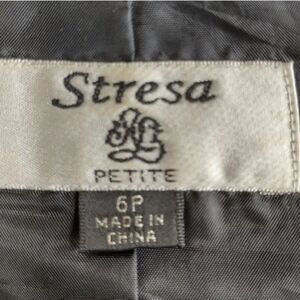 Stresa
PETITE
6P
MADE IN
CHINA